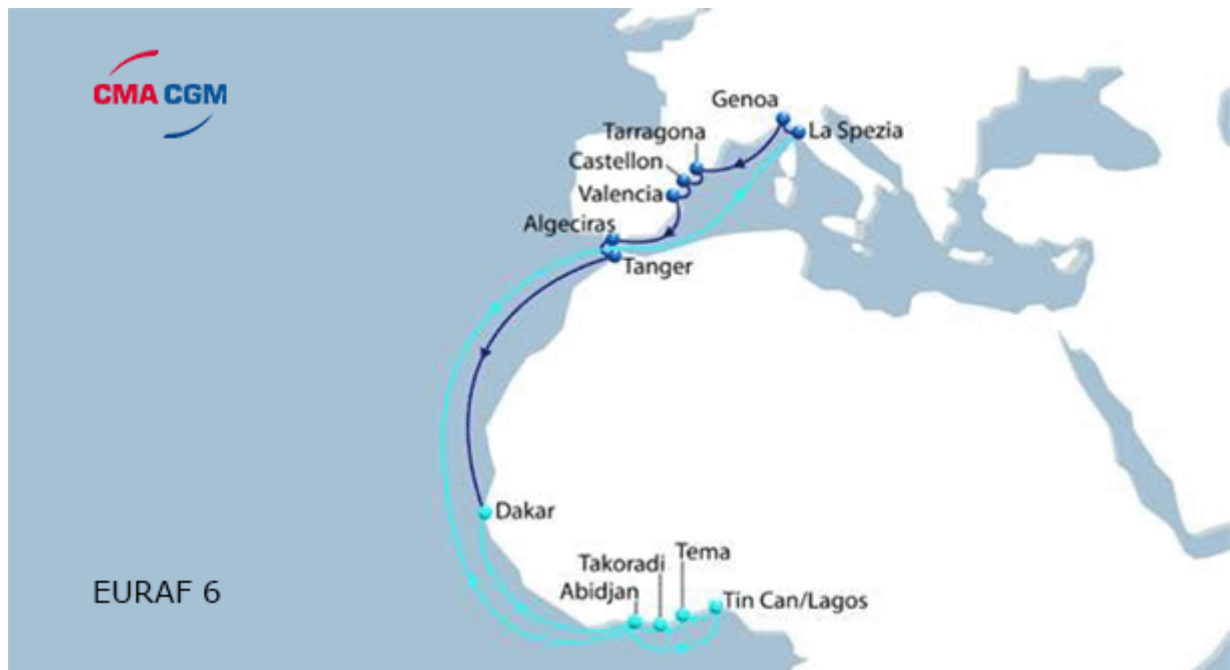 CMA CGM
Genoa
La Spezia
Tarragona
Castellon
Valencia
Algeciras
Tanger
Dakar
Tema
Takoradi
Abidjan
Tin Can/Lagos
EURAF 6